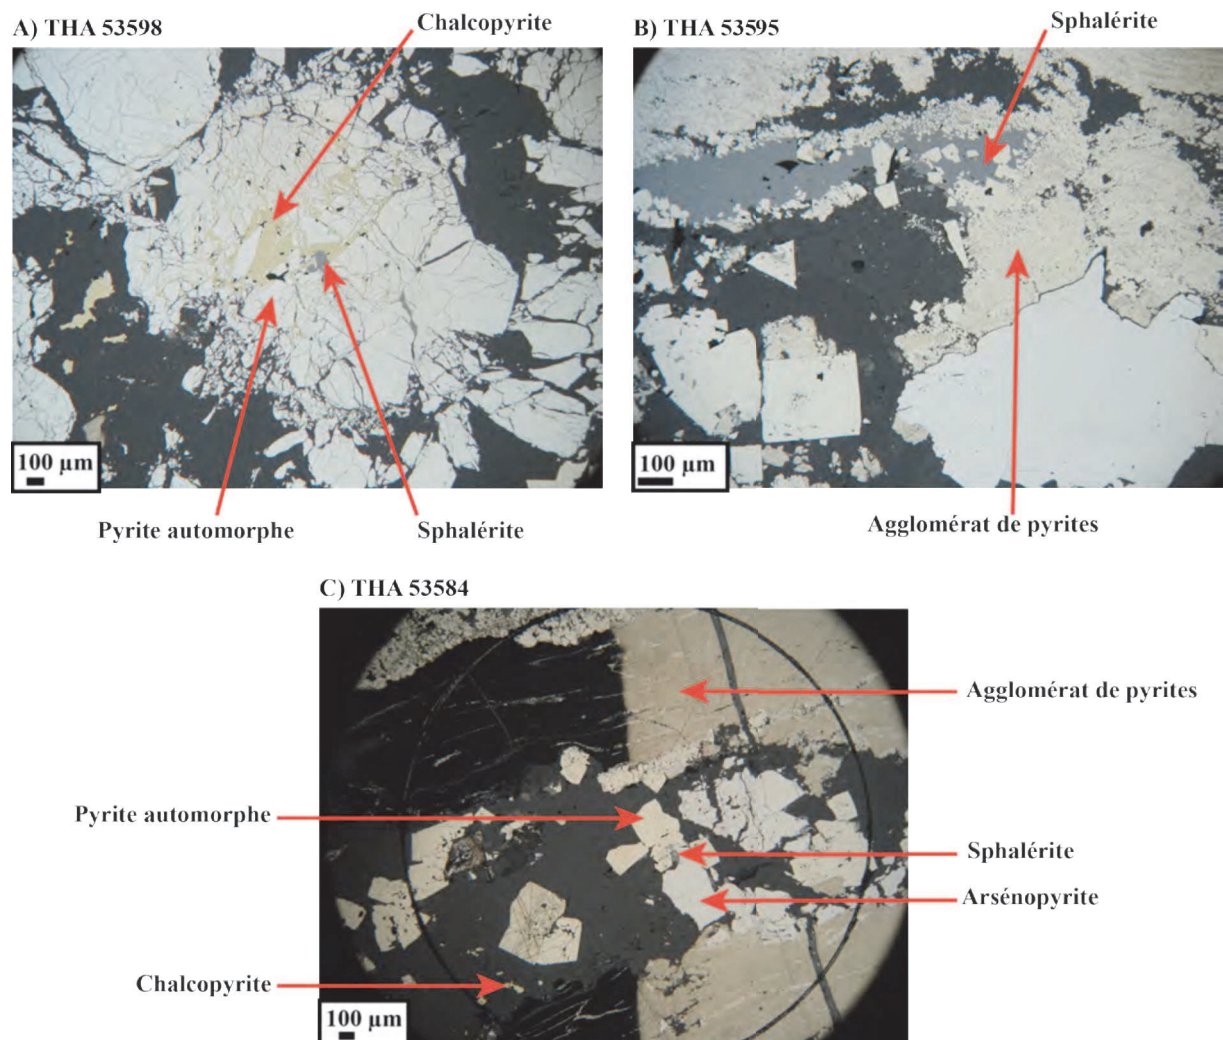 A) THA 53598
Chalcopyrite
100 µm
Pyrite automorphe
Sphalérite
B) THA 53595
Sphalérite
100 µm
Agglomérat de pyrites
C) THA 53584
Agglomérat de pyrites
Pyrite automorphe
Sphalérite
Arsénopyrite
Chalcopyrite
100 µm